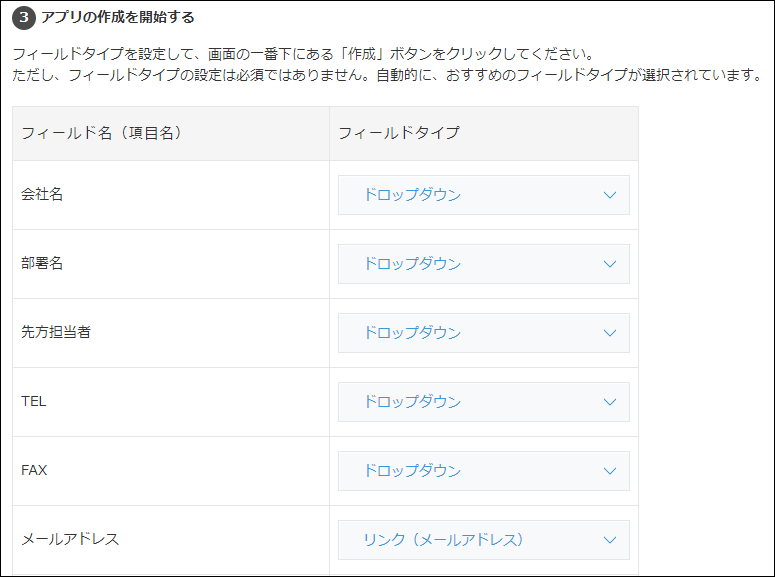 3 アプリの作成を開始する
フィールドタイプを設定して、画面の一番下にある「作成」ボタンをクリックしてください。
ただし、フィールドタイプの設定は必須ではありません。自動的に、おすすめのフィールドタイプが選択されています。
フィールド名（項目名） フィールドタイプ
会社名 ドロップダウン
部署名 ドロップダウン
先方担当者 ドロップダウン
TEL ドロップダウン
FAX ドロップダウン
メールアドレス リンク（メールアドレス）